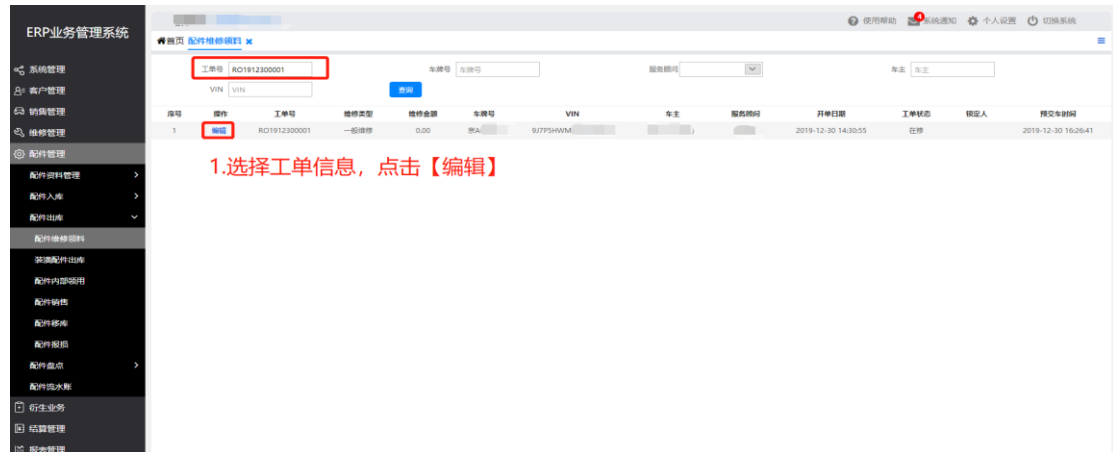 ERP业务管理系统
使用帮助 4 系统通知 个人设置 切换系统
首页 配件维修领料 ×
工单号 RO1912300001 车牌号 车牌号 服务顾问 车主 车主
VIN VIN 查询
序号 操作 工单号 维修类型 维修金额 车牌号 VIN 车主 服务顾问 开单日期 工单状态 锁定人 预交车时间
1 编辑 RO1912300001 一般维修 0.00 京A 9J7PSHWM 2019-12-30 14:30:55 在修 2019-12-30 16:26:41
1.选择工单信息，点击【编辑】
系统管理
客户管理
销售管理
维修管理
配件管理
配件资料管理
配件入库
配件出库
配件维修领料
装潢配件出库
配件内部领用
配件销售
配件移库
配件报损
配件盘点
配件流水账
衍生业务
结算管理
报表管理